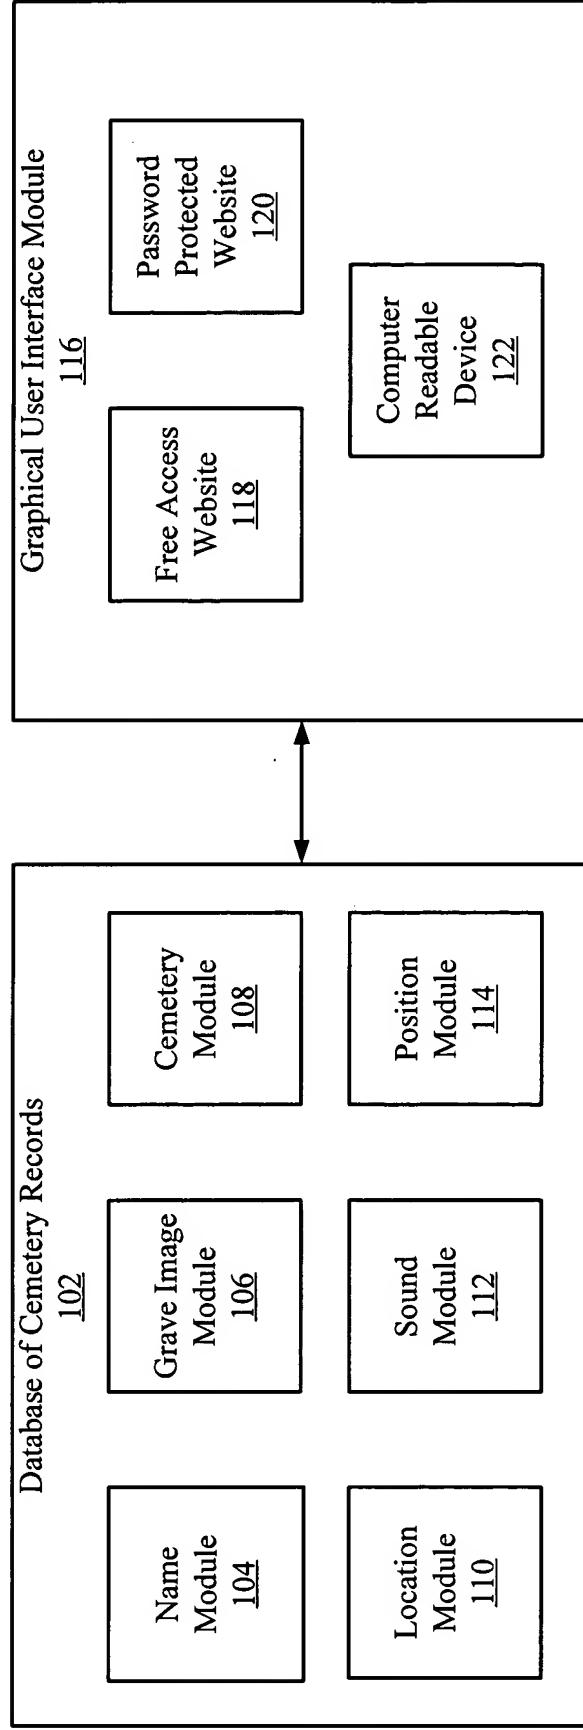 Database of Cemetery Records
102
Name
Module
104
Grave Image
Module
106
Cemetery
Module
108
Location
Module
110
Sound
Module
112
Position
Module
114
Graphical User Interface Module
116
Free Access
Website
118
Password
Protected
Website
120
Computer
Readable
Device
122